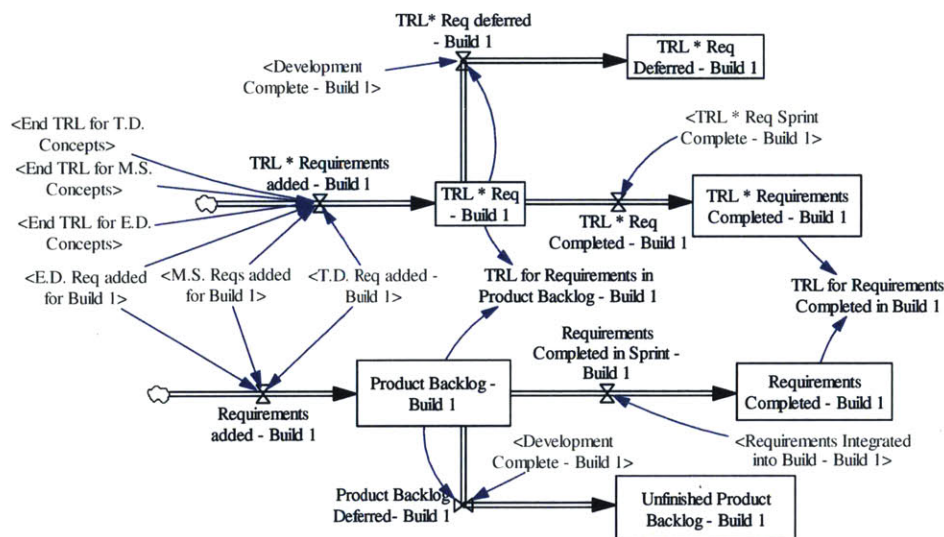 TRL* Req deferred
- Build 1
TRL * Req
Deferred - Build 1
<Development
Complete - Build 1>
<TRL * Req Sprint
Complete - Build 1>
<End TRL for T.D.
Concepts>
<End TRL for M.S.
Concepts>
TRL * Requirements
added - Build 1
TRL * Req
- Build 1
TRL * Requirements
Completed - Build 1
<End TRL for E.D.
Concepts>
TRL * Req
Completed - Build 1
<E.D. Req added
for Build 1>
<M.S. Reqs added
for Build 1>
<T.D. Req added -
Build 1>
TRL for Requirements in
Product Backlog - Build 1
TRL for Requirements
Completed in Build 1
Requirements
Completed in Sprint -
Build 1
Product Backlog -
Build 1
Requirements
Completed - Build 1
Requirements
added - Build 1
<Development
Complete - Build 1>
<Requirements Integrated
into Build - Build 1>
Product Backlog
Deferred- Build 1
Unfinished Product
Backlog - Build 1